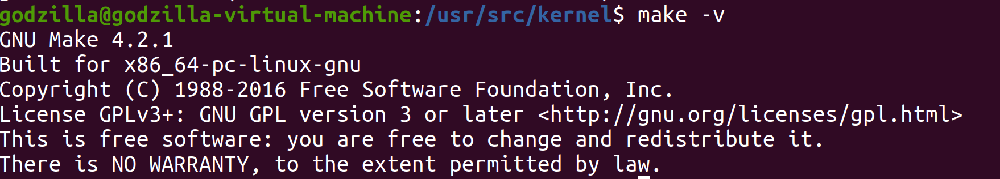 godzilla@godzilla-virtual-machine:/usr/src/kernel$ make -v
GNU Make 4.2.1
Built for x86_64-pc-linux-gnu
Copyright (C) 1988-2016 Free Software Foundation, Inc.
License GPLv3+: GNU GPL version 3 or later <http://gnu.org/licenses/gpl.html>
This is free software: you are free to change and redistribute it.
There is NO WARRANTY, to the extent permitted by law.